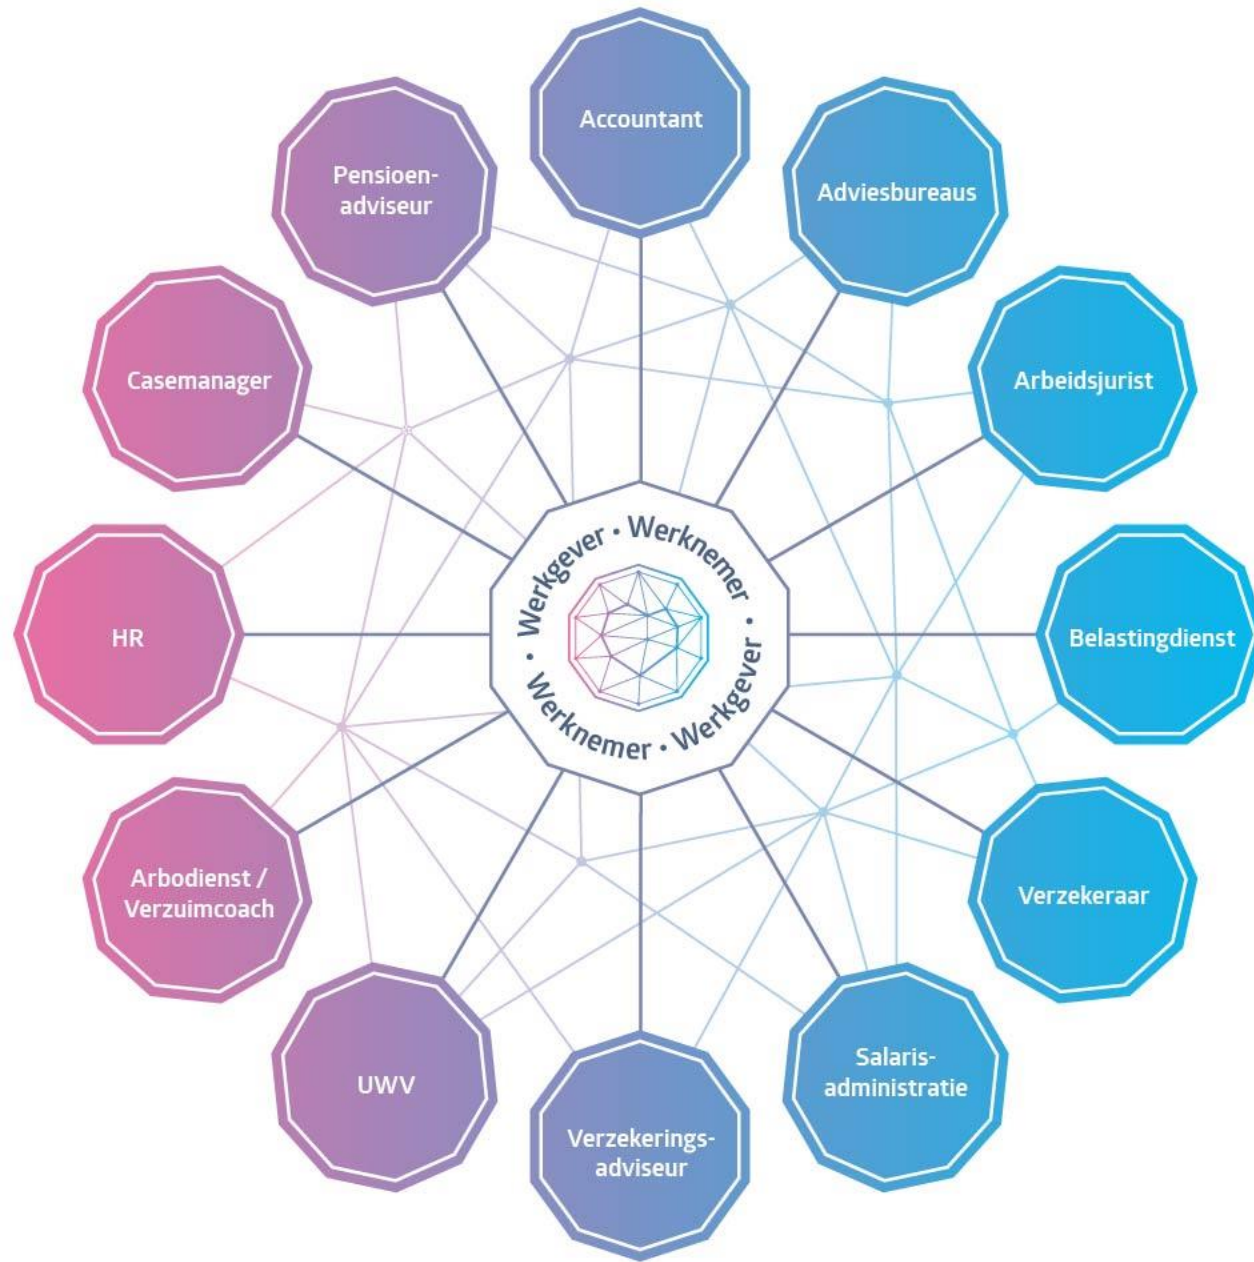 Accountant
Adviesbureaus
Arbeidsjurist
Belastingdienst
Verzekeraar
Salaris-
administratie
Verzekerings-
adviseur
UWV
Arbodienst /
Verzuimcoach
HR
Casemanager
Pensioen-
adviseur
Werkgever • Werknemer •
Werkgever • Werknemer •